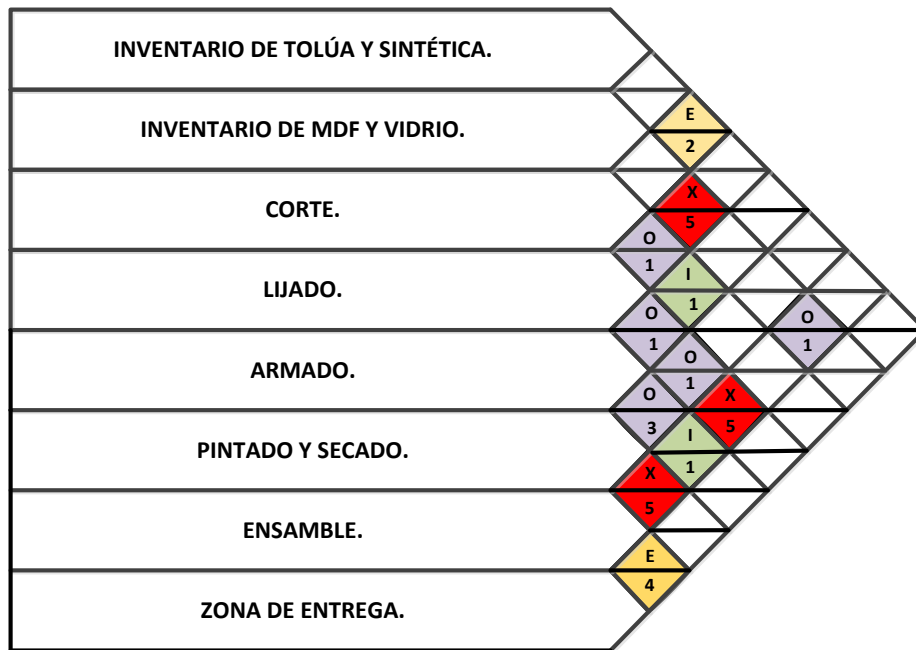 INVENTARIO DE TOLÚA Y SINTÉTICA.
E
INVENTARIO DE MDF Y VIDRIO.
2
X
CORTE.
5
O
1
I
LIJADO.
1
O
O
1
1
O
ARMADO.
1
X
O
5
3
I
PINTADO Y SECADO.
1
X
5
ENSAMBLE.
E
4
ZONA DE ENTREGA.